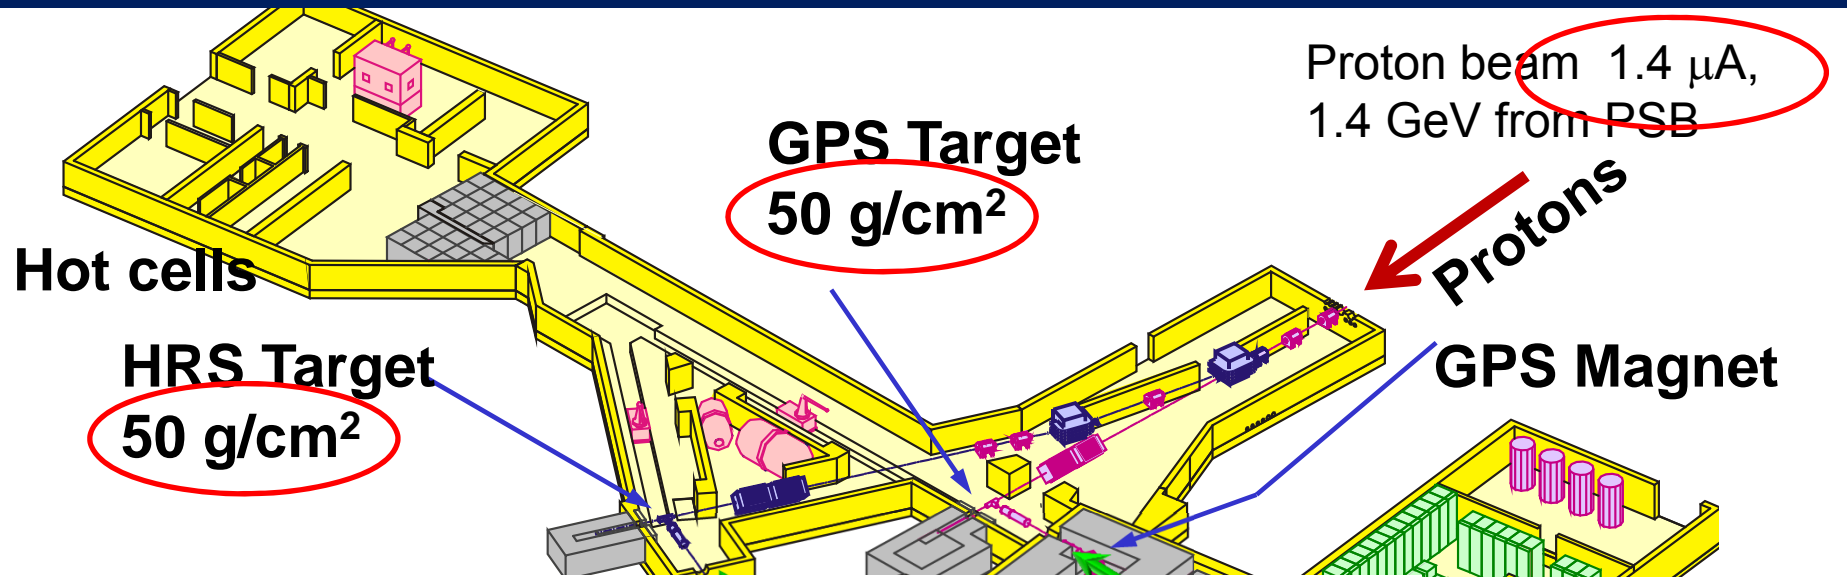 Proton beam 1.4 μA,
1.4 GeV from PSB
GPS Target
50 g/cm²
Protons
Hot cells
HRS Target
50 g/cm²
GPS Magnet